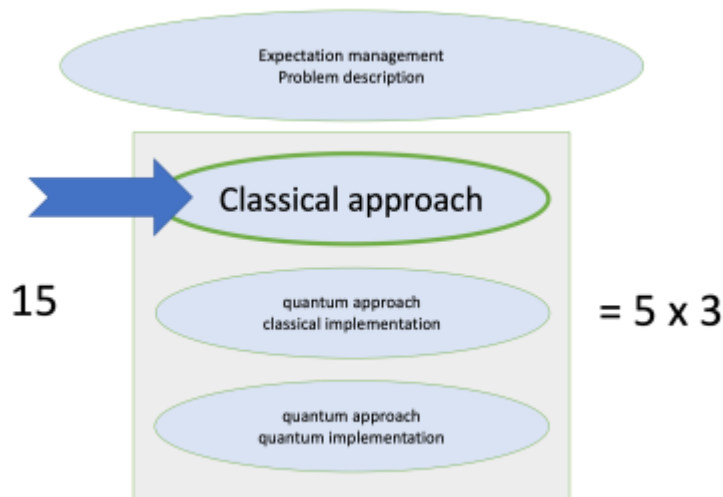 Expectation management
Problem description
Classical approach
15
quantum approach
classical implementation
= 5 x 3
quantum approach
quantum implementation